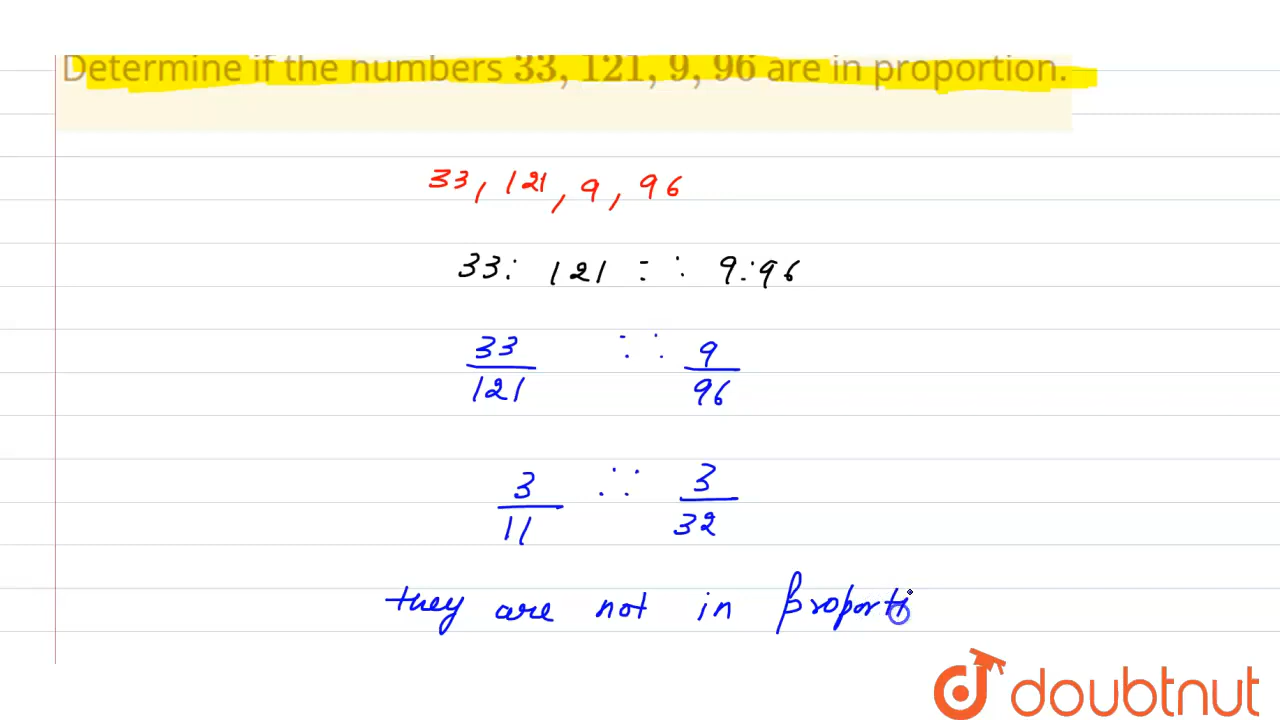 Determine if the numbers 33, 121, 9, 96 are in proportion.
33, 121, 9, 96
33: 121 :: 9:96
33/121 :: 9/96
3/11 :: 3/32
they are not in proporti
doubtnut